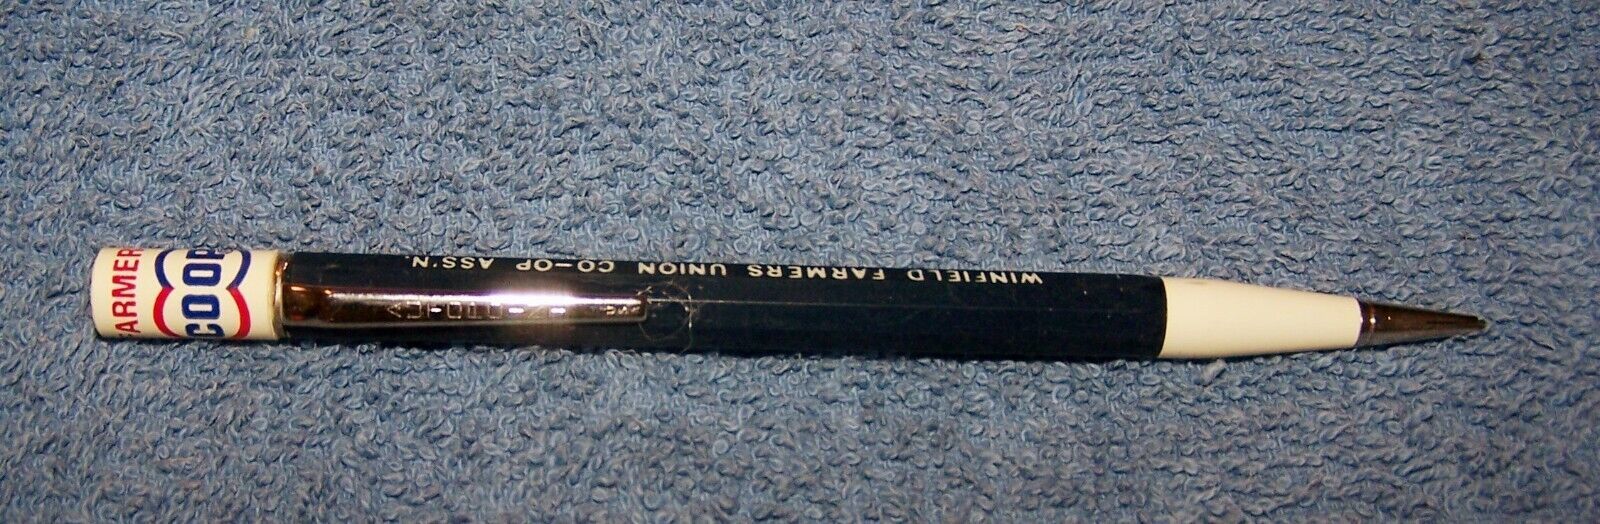 FARMER
COOP
WINFIELD FARMERS UNION CO-OP ASS'N.